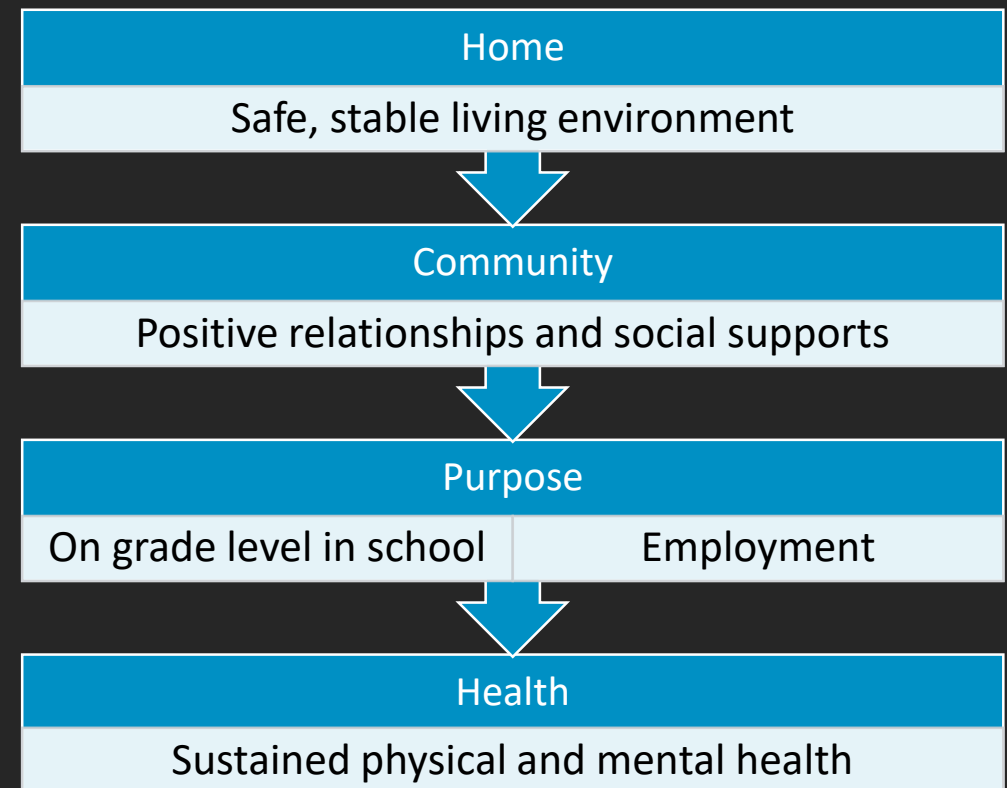 Home
Safe, stable living environment
Community
Positive relationships and social supports
Purpose
On grade level in school
Employment
Health
Sustained physical and mental health